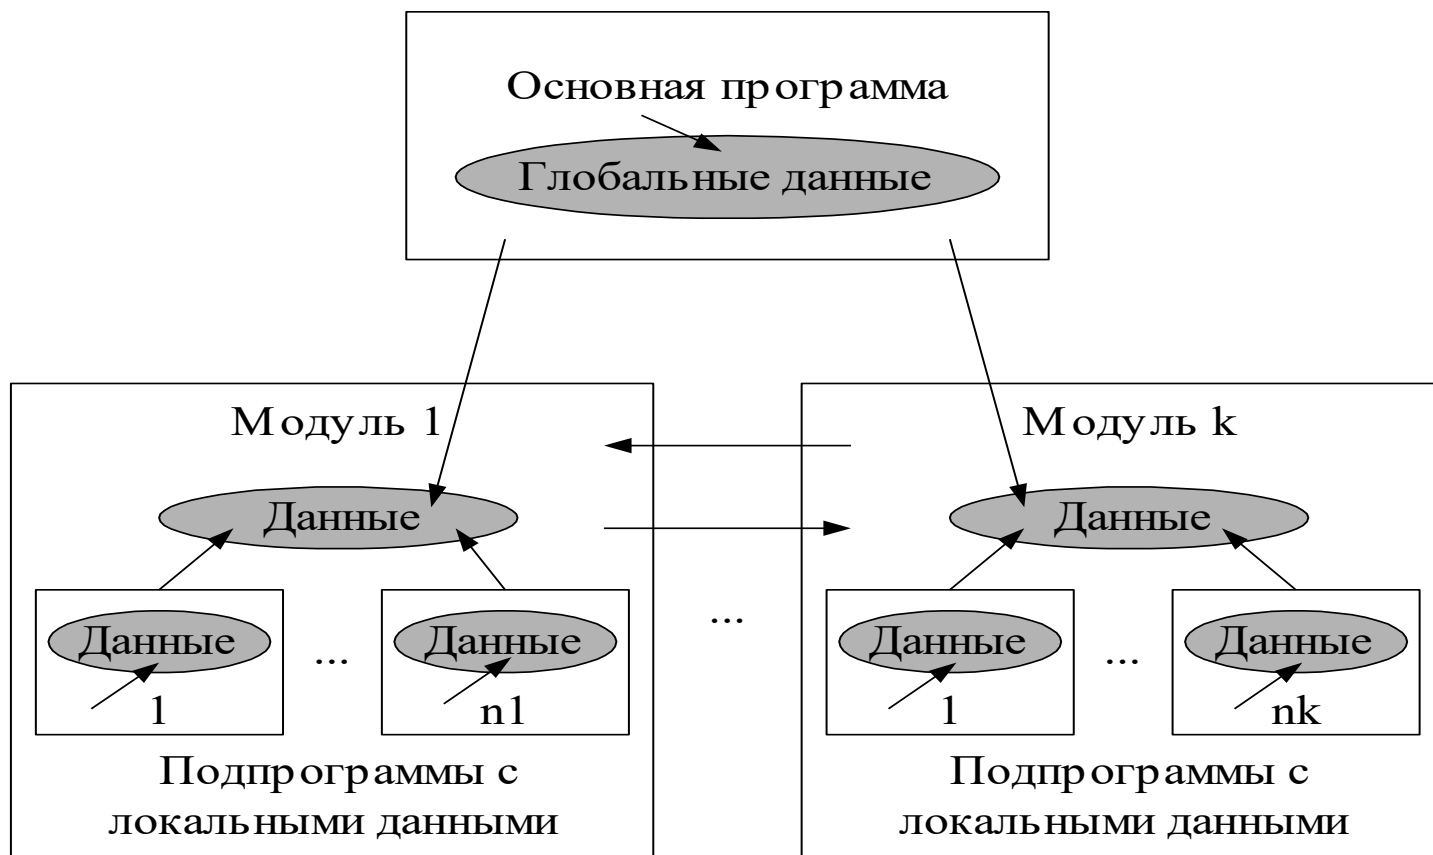 Основная программа
Глобальные данные
Модуль 1
Модуль k
Данные
Данные
...
Данные
...
Данные
Данные
...
Данные
1
n1
1
nk
Подпрограммы с
локальными данными
Подпрограммы с
локальными данными